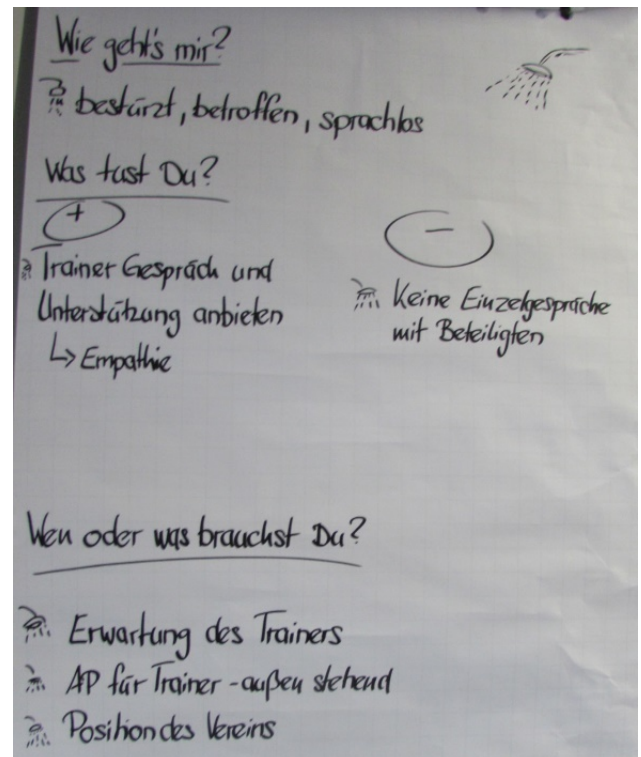 Wie geht's mir?
bestürzt, betroffen, sprachlos
Was tust Du?
+
Trainer Gespräch und
Unterstützung anbieten
↳ Empathie
−
Keine Einzelgespräche
mit Beteiligten
Wen oder was brauchst Du?
Erwartung des Trainers
AP für Trainer - außen stehend
Position des Vereins